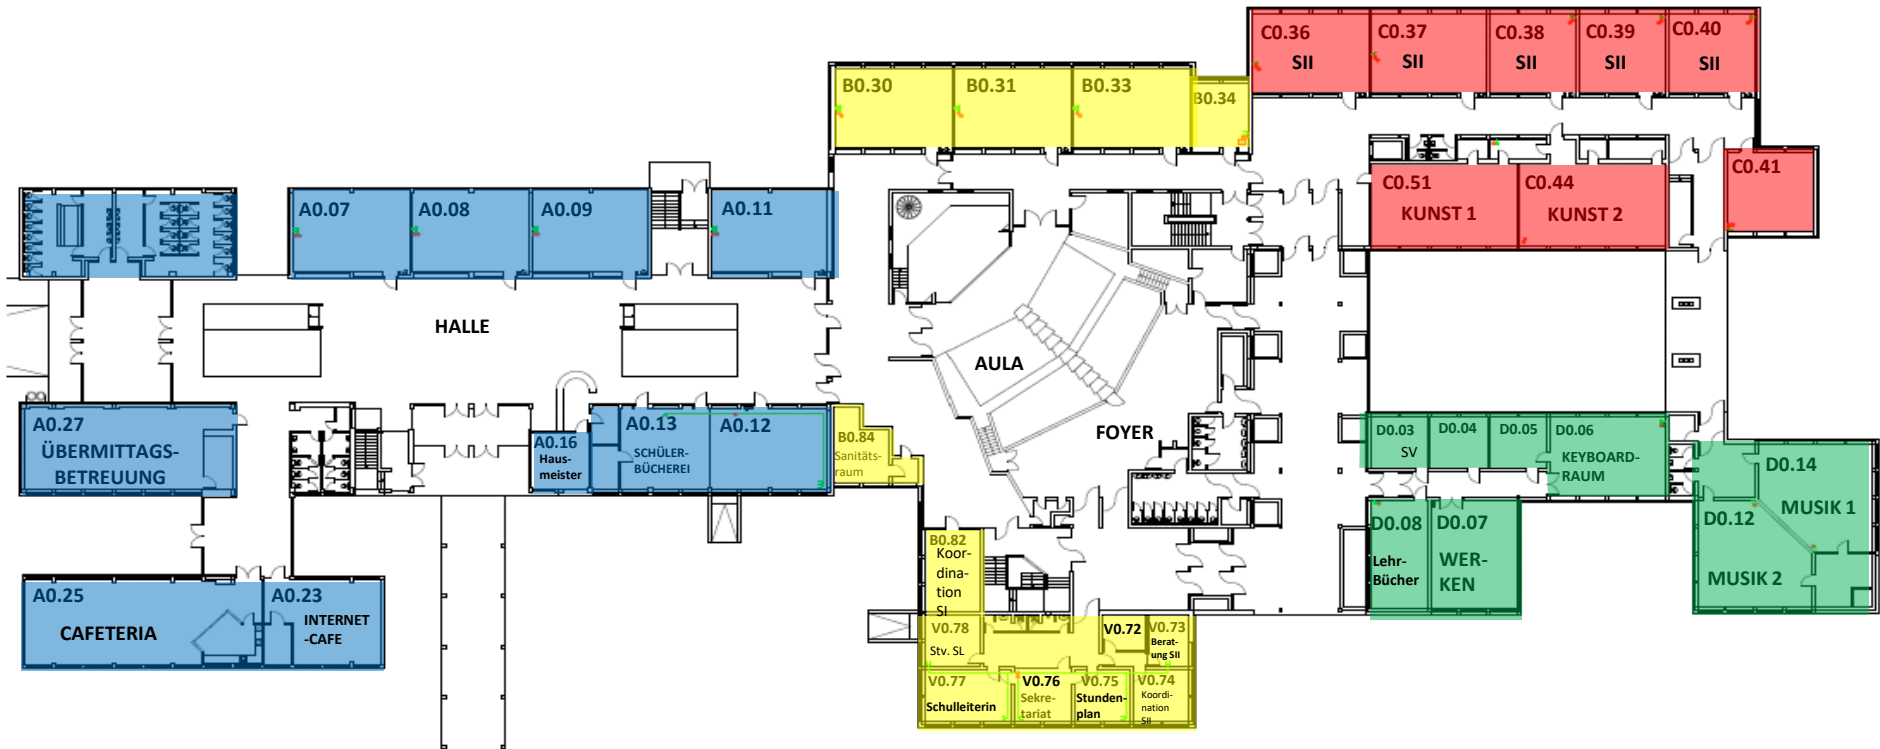 C0.36
SII
C0.37
SII
C0.38
SII
C0.39
SII
C0.40
SII
B0.30
B0.31
B0.33
B0.34
C0.41
C0.51
KUNST 1
C0.44
KUNST 2
A0.07
A0.08
A0.09
A0.11
HALLE
AULA
FOYER
A0.27
ÜBERMITTAGS-
BETREUUNG
A0.16
Haus-
meister
A0.13
SCHÜLER-
BÜCHEREI
A0.12
B0.84
Sanitäts-
raum
D0.03
SV
D0.04
D0.05
D0.06
KEYBOARD-
RAUM
D0.14
MUSIK 1
D0.12
MUSIK 2
D0.08
Lehr-
Bücher
D0.07
WER-
KEN
B0.82
Koor-
dina-
tion
SI
A0.25
CAFETERIA
A0.23
INTERNET
-CAFE
V0.78
Stv. SL
V0.72
V0.73
Berat-
ung SII
V0.77
Schulleiterin
V0.76
Sekre-
tariat
V0.75
Stunden-
plan
V0.74
Koordi-
nation
SII